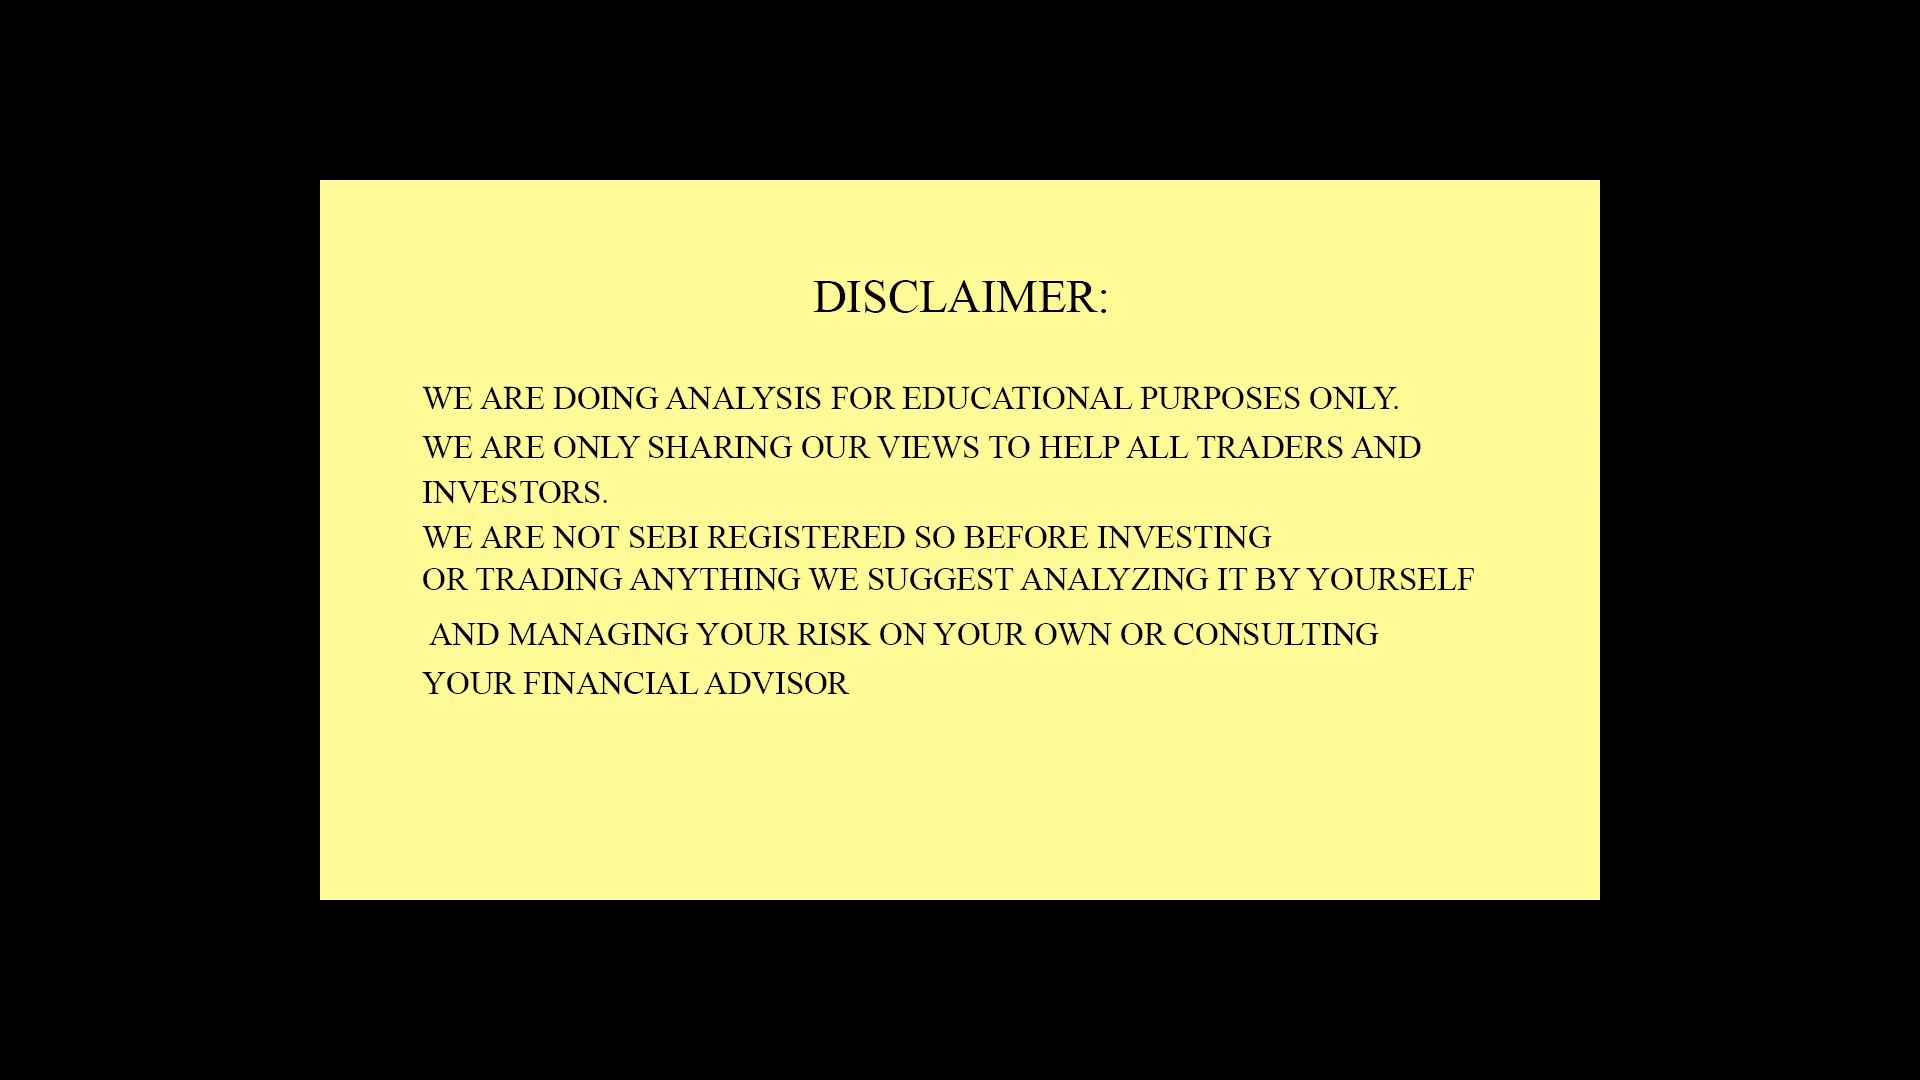 DISCLAIMER:
WE ARE DOING ANALYSIS FOR EDUCATIONAL PURPOSES ONLY.
WE ARE ONLY SHARING OUR VIEWS TO HELP ALL TRADERS AND
INVESTORS.
WE ARE NOT SEBI REGISTERED SO BEFORE INVESTING
OR TRADING ANYTHING WE SUGGEST ANALYZING IT BY YOURSELF
AND MANAGING YOUR RISK ON YOUR OWN OR CONSULTING
YOUR FINANCIAL ADVISOR